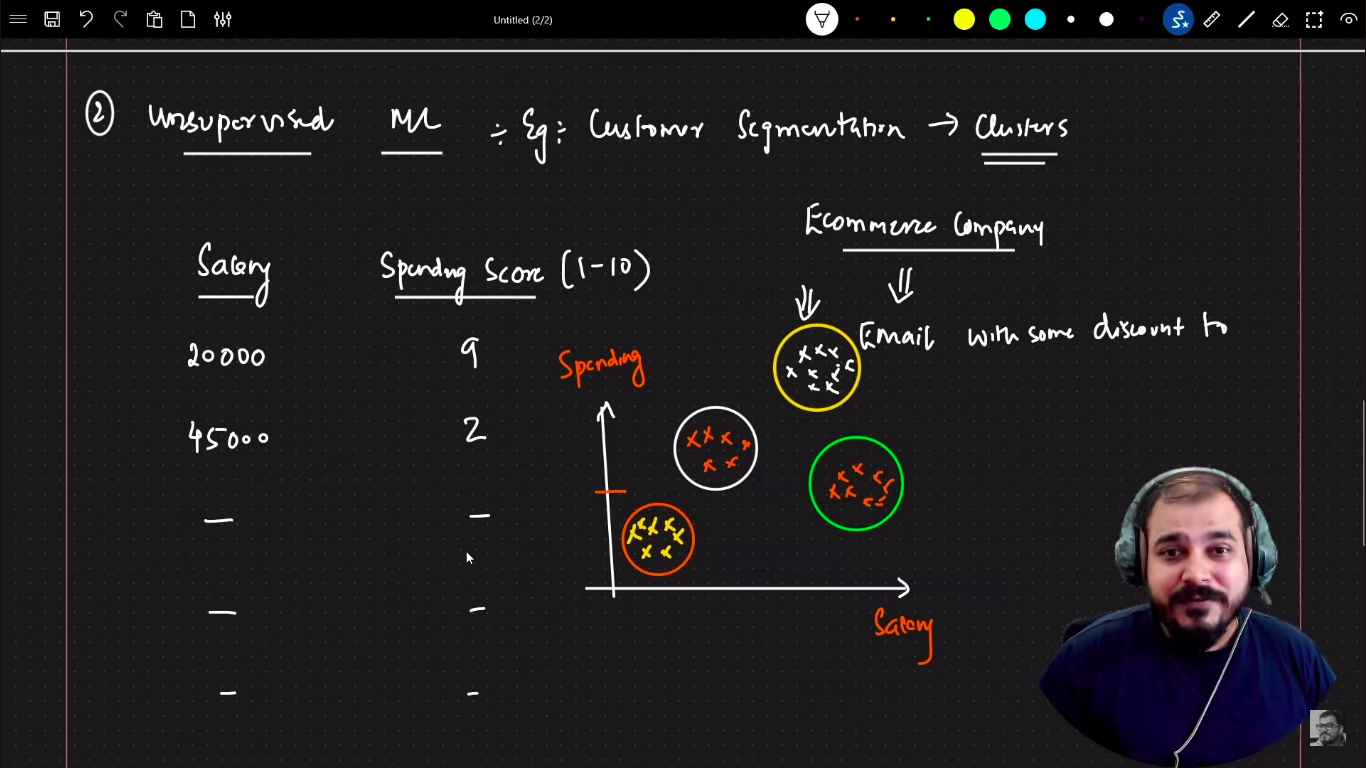 Untitled (2/2)
② Unsupervised ML ÷ Eg: Customer Segmentation → Clusters
Ecommerce Company
Salary Spending Score (1-10)
Email with some discount to
20000 9
Spending
45000 2
— —
— -
Salary
- -